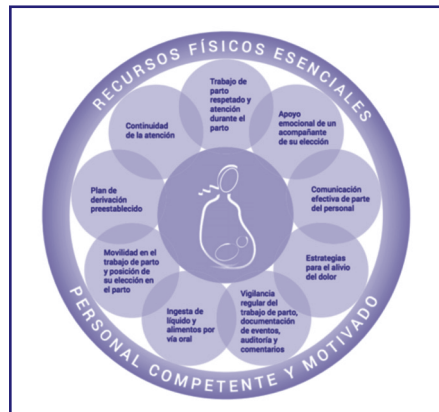 RECURSOS FÍSICOS ESENCIALES
Trabajo de
parto
respetado y
atención
durante el
parto
Apoyo
emocional de un
acompañante
de su elección
Comunicación
efectiva de parte
del personal
Estrategias
para el alivio
del dolor
Vigilancia
regular del
trabajo de parto,
documentación
de eventos,
auditoría y
comentarios
Ingesta de
líquido y
alimentos por
vía oral
Movilidad en el
trabajo de parto
y posición de
su elección en
el parto
Plan de
derivación
preestablecido
Continuidad
de la atención
PERSONAL COMPETENTE Y MOTIVADO